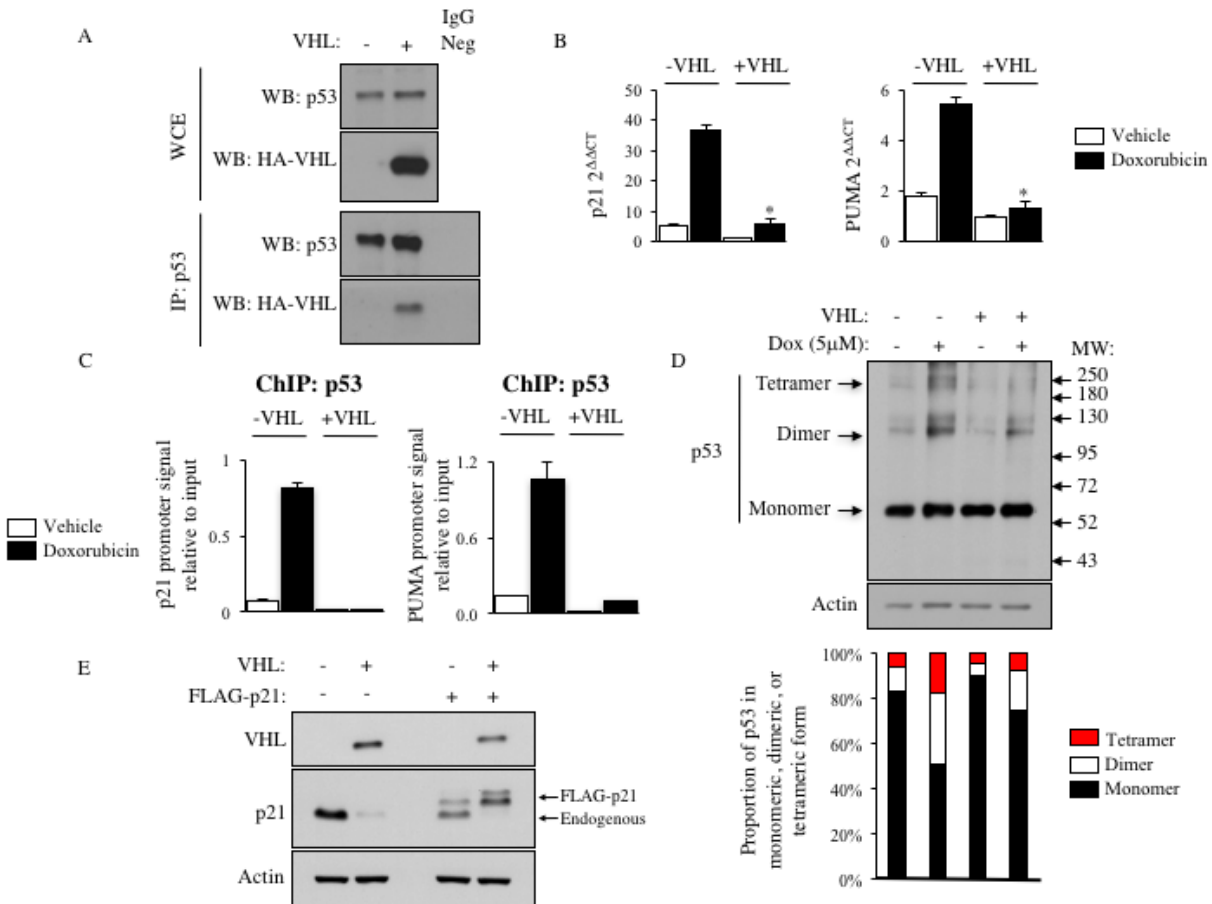 A
VHL: - + IgG Neg
WCE
WB: p53
WB: HA-VHL
IP: p53
WB: p53
WB: HA-VHL
B
-VHL +VHL
p21 2^ΔΔCT
50
40
30
20
10
0
*
-VHL +VHL
PUMA 2^ΔΔCT
6
4
2
0
*
Vehicle
Doxorubicin
C
ChIP: p53
-VHL +VHL
p21 promoter signal
relative to input
1
0.5
0
ChIP: p53
-VHL +VHL
PUMA promoter signal
relative to input
1.2
0.6
0.0
Vehicle
Doxorubicin
D
VHL: - - + +
Dox (5μM): - + - +
MW:
p53
Tetramer
Dimer
Monomer
250
180
130
95
72
52
43
Actin
Proportion of p53 in
monomeric, dimeric, or
tetrameric form
100%
80%
60%
40%
20%
0%
Tetramer
Dimer
Monomer
E
VHL: - + - +
FLAG-p21: - - + +
VHL
p21
FLAG-p21
Endogenous
Actin